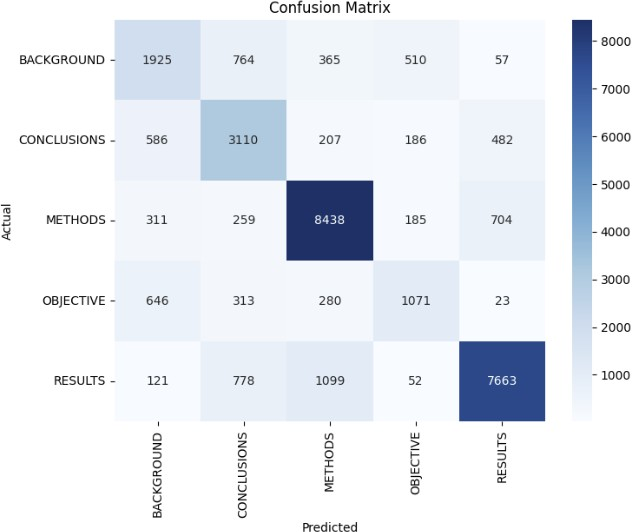 Confusion Matrix
BACKGROUND 1925 764 365 510 57
CONCLUSIONS 586 3110 207 186 482
METHODS 311 259 8438 185 704
OBJECTIVE 646 313 280 1071 23
RESULTS 121 778 1099 52 7663
Actual
BACKGROUND
CONCLUSIONS
METHODS
OBJECTIVE
RESULTS
Predicted
8000
7000
6000
5000
4000
3000
2000
1000